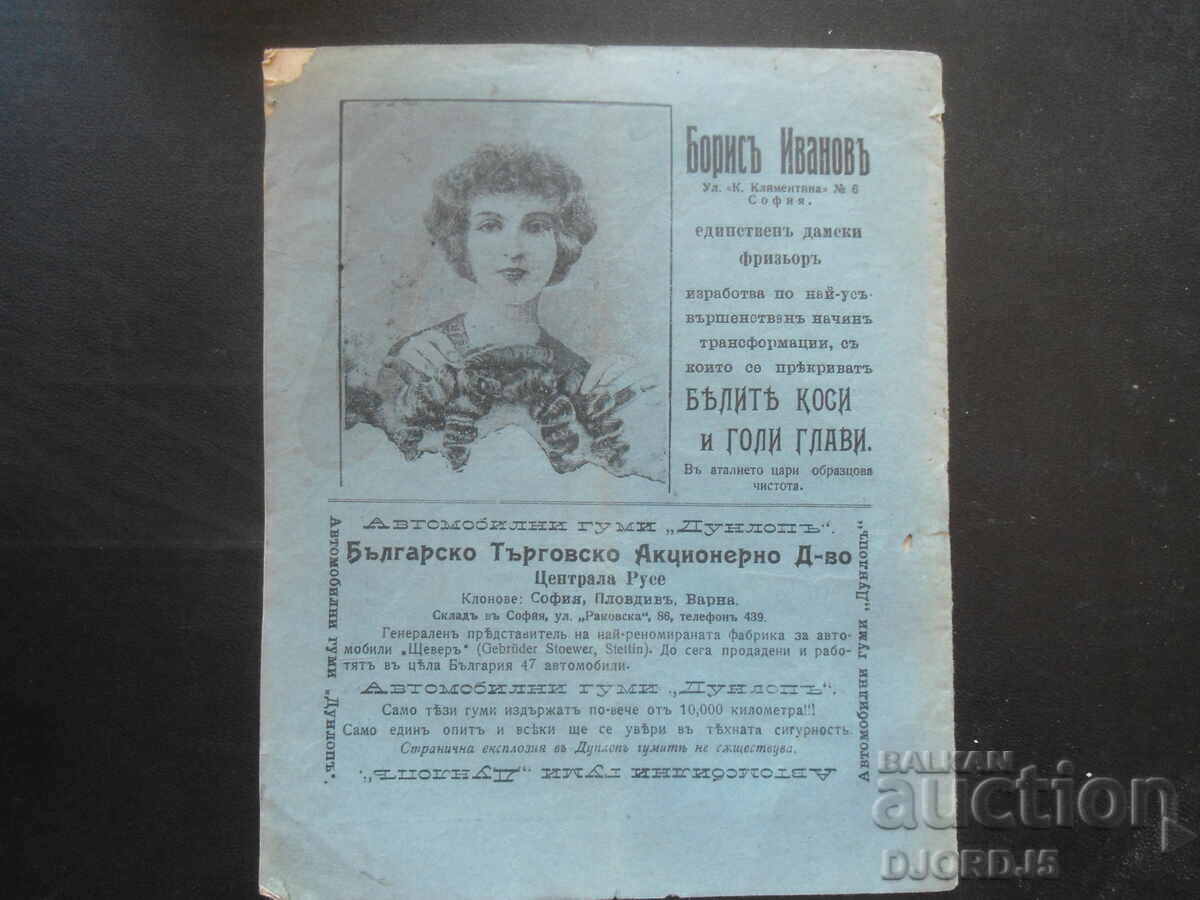 Борисъ Ивановъ
Ул. «К. Климентина» № 6
София.
единственъ дамски
фризьоръ
изработва по най-усъ-
вършенственъ начинъ
трансформации, съ
които се прѣкриватъ
БѢЛИТѢ КОСИ
и ГОЛИ ГЛАВИ.
Въ аталието цари образцова
чистота.
Автомобилни гуми „Дунлопъ“.
Българско Търговско Акционерно Д-во
Централа Русе
Клонове: София, Пловдивъ, Варна.
Складъ въ София, ул. „Раковска“, 86, телефонъ 439.
Генераленъ прѣдставитель на най-реномираната фабрика за авто-
мобили „Щеверъ“ (Gebrüder Stoewer, Stettin). До сега продадени и рабо-
тятъ въ цѣла България 47 автомобили.
Автомобилни гуми „Дунлопъ“.
Само тѣзи гуми издържатъ по-вече отъ 10,000 километра!!!
Само единъ опитъ и всѣки ще се увѣри въ тѣхната сигурность.
Странична експлозия въ Дунлопъ гумитѣ не сѫществува.
Автомобилни гуми „Дунлопъ“.
Автомобилни гуми „Дунлопъ“.
Автомобилни гуми „Дунлопъ“
BALKAN
auction
DJORDJ5